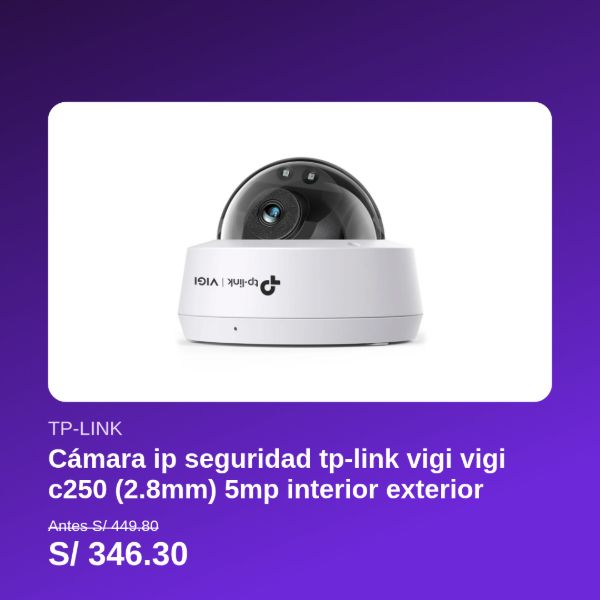 tp-link | VIGI
TP-LINK
Cámara ip seguridad tp-link vigi vigi
c250 (2.8mm) 5mp interior exterior
Antes S/ 449.80
S/ 346.30